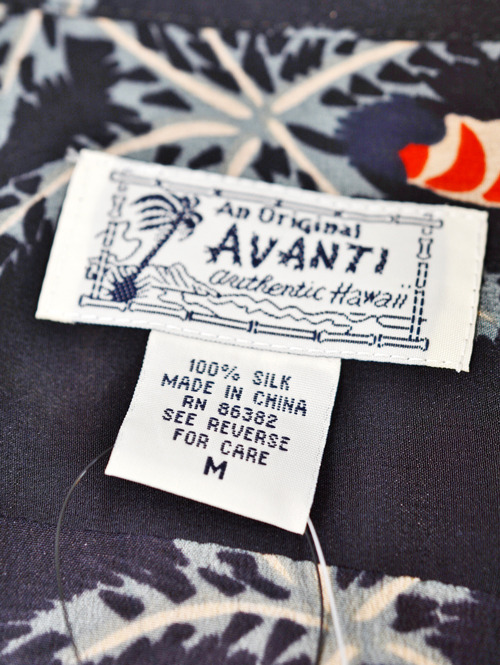 An Original
AVANTI
authentic Hawaii
100% SILK
MADE IN CHINA
RN 86382
SEE REVERSE
FOR CARE
M